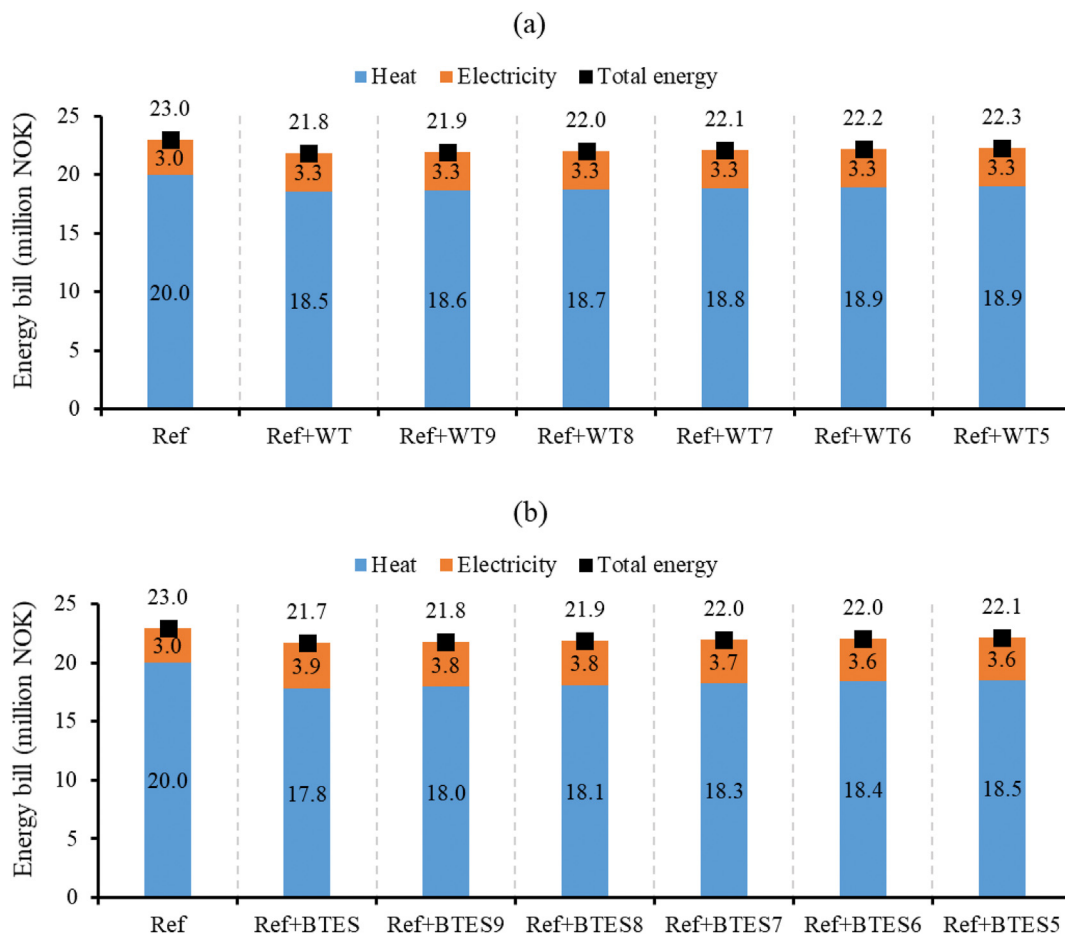 (a)
Heat Electricity Total energy
Energy bill (million NOK)
25
20
15
10
5
0
23.0 21.8 21.9 22.0 22.1 22.2 22.3
3.0 3.3 3.3 3.3 3.3 3.3 3.3
20.0 18.5 18.6 18.7 18.8 18.9 18.9
Ref Ref+WT Ref+WT9 Ref+WT8 Ref+WT7 Ref+WT6 Ref+WT5
(b)
Heat Electricity Total energy
Energy bill (million NOK)
25
20
15
10
5
0
23.0 21.7 21.8 21.9 22.0 22.0 22.1
3.0 3.9 3.8 3.8 3.7 3.6 3.6
20.0 17.8 18.0 18.1 18.3 18.4 18.5
Ref Ref+BTES Ref+BTES9 Ref+BTES8 Ref+BTES7 Ref+BTES6 Ref+BTES5